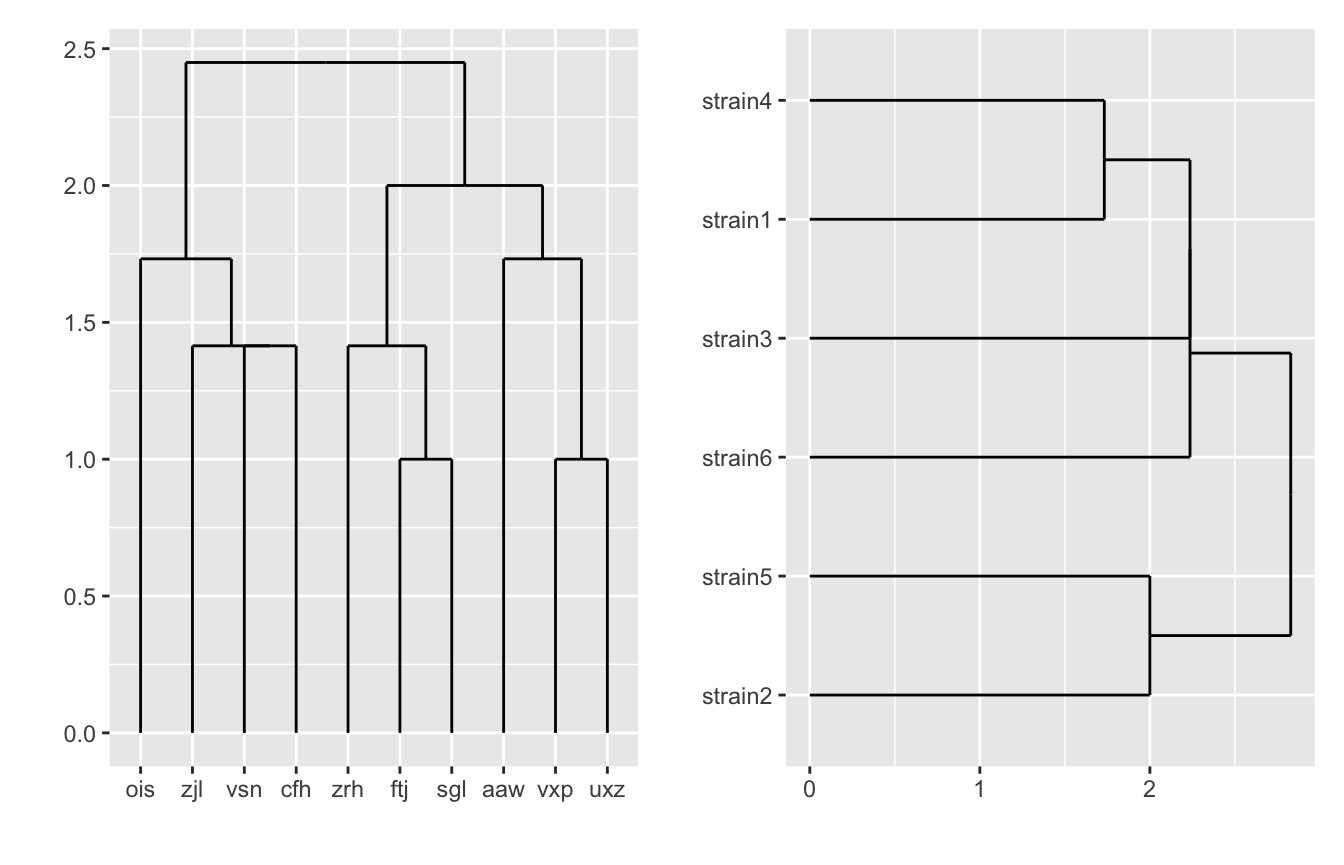 2.5
2.0
1.5
1.0
0.5
0.0
ois zjl vsn cfh zrh ftj sgl aaw vxp uxz
strain4
strain1
strain3
strain6
strain5
strain2
0 1 2